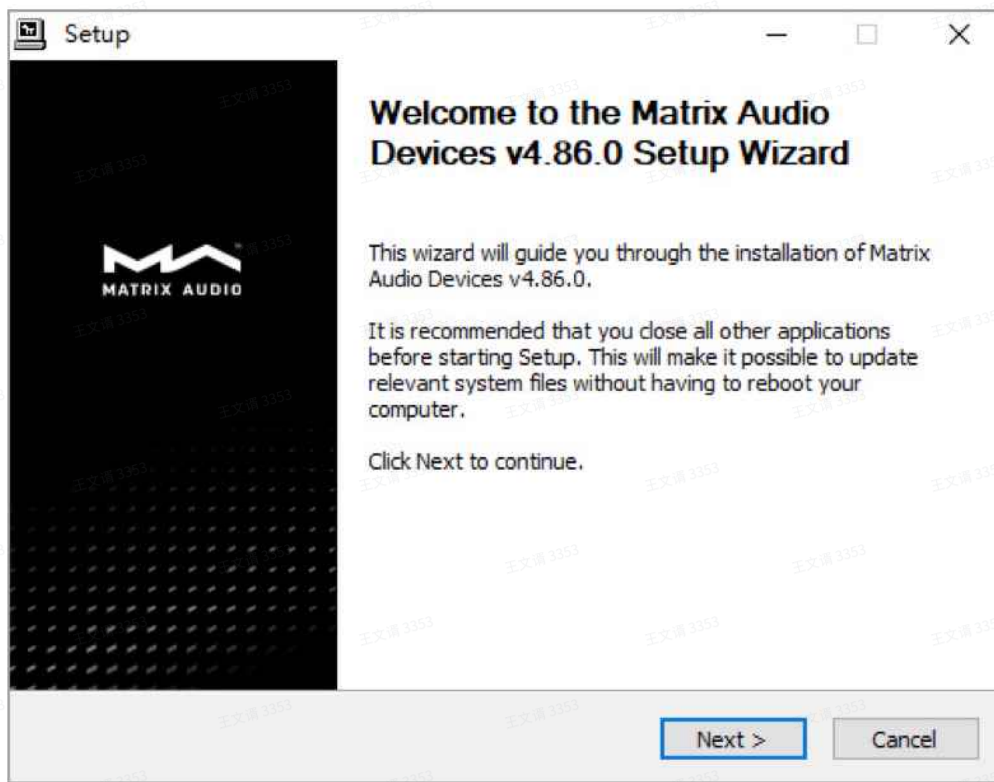 Setup
Welcome to the Matrix Audio
Devices v4.86.0 Setup Wizard
MATRIX AUDIO
This wizard will guide you through the installation of Matrix
Audio Devices v4.86.0.
It is recommended that you close all other applications
before starting Setup. This will make it possible to update
relevant system files without having to reboot your
computer.
Click Next to continue.
Next >
Cancel